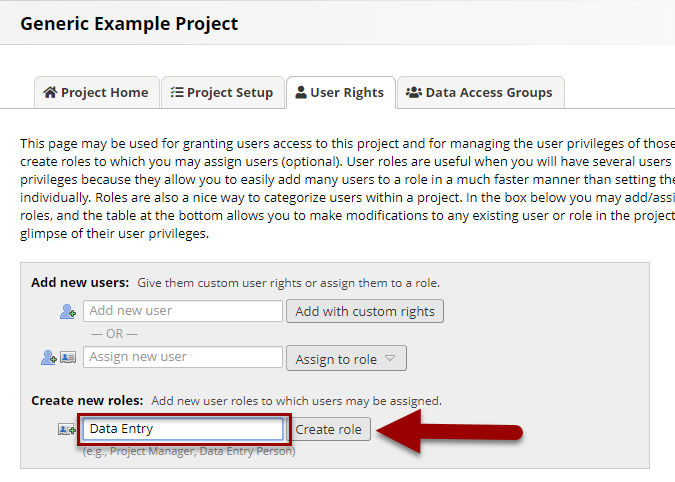 Generic Example Project
Project Home Project Setup User Rights Data Access Groups
This page may be used for granting users access to this project and for managing the user privileges of those
create roles to which you may assign users (optional). User roles are useful when you will have several users
privileges because they allow you to easily add many users to a role in a much faster manner than setting the
individually. Roles are also a nice way to categorize users within a project. In the box below you may add/assi
roles, and the table at the bottom allows you to make modifications to any existing user or role in the project
glimpse of their user privileges.
Add new users: Give them custom user rights or assign them to a role.
Add new user Add with custom rights
— OR —
Assign new user Assign to role
Create new roles: Add new user roles to which users may be assigned.
Data Entry Create role
(e.g., Project Manager, Data Entry Person)